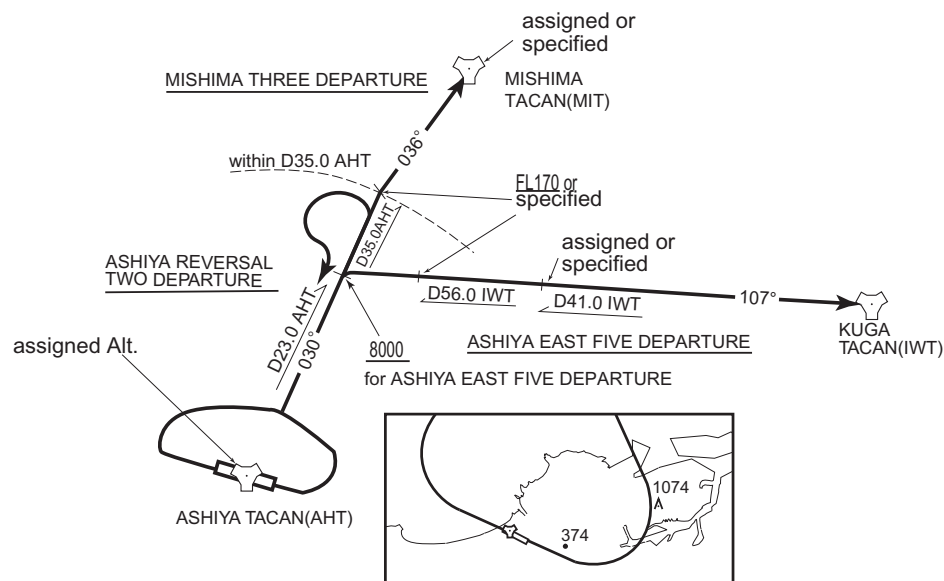 assigned or
specified
MISHIMA THREE DEPARTURE
MISHIMA
TACAN(MIT)
036°
within D35.0 AHT
FL170 or
specified
D35.0AHT
assigned or
specified
ASHIYA REVERSAL
TWO DEPARTURE
D56.0 IWT
D41.0 IWT
107°
D23.0 AHT
030°
KUGA
TACAN(IWT)
ASHIYA EAST FIVE DEPARTURE
assigned Alt.
8000
for ASHIYA EAST FIVE DEPARTURE
ASHIYA TACAN(AHT)
1074
374